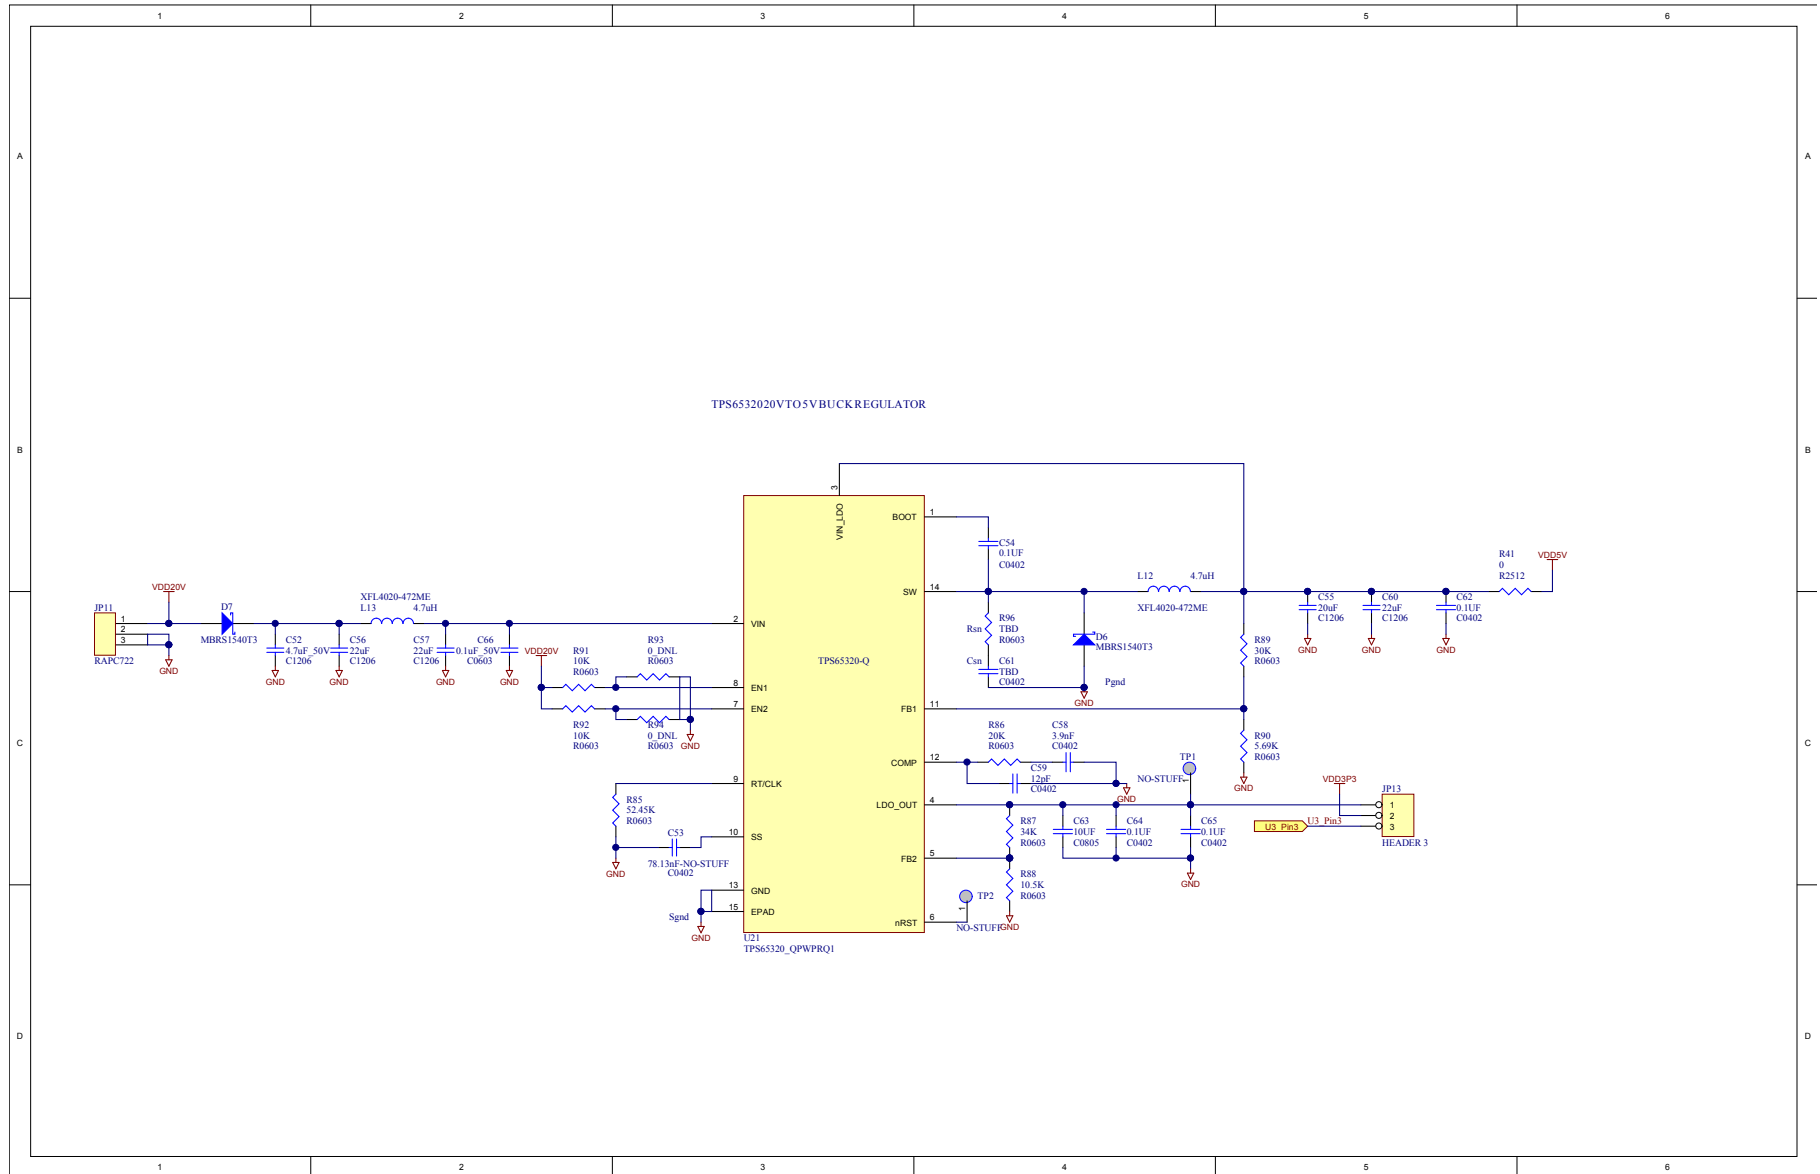 1 2 3 4 5 6
A A
TPS6532020VTO5VBUCKREGULATOR
B B
3
VIN_LDO
BOOT 1
C54
0.1UF
C0402
SW 14
L12 4.7uH
XFL4020-472ME
R41
0
R2512
VDD5V
VDD20V
JP11
1
2
3
RAPC722
GND
D7
MBRS1540T3
C52
4.7uF_50V
C1206
GND
C56
22uF
C1206
GND
XFL4020-472ME
L13 4.7uH
C57
22uF
C1206
GND
C66
0.1uF_50V
C0603
GND
2 VIN
TPS65320-Q
VDD20V
R91
10K
R0603
R93
0_DNL
R0603
8 EN1
7 EN2
R92
10K
R0603
R94
0_DNL
R0603
GND
Rsn
R96
TBD
R0603
Csn
C61
TBD
C0402
D6
MBRS1540T3
Pgnd
GND
C55
20uF
C1206
GND
C60
22uF
C1206
GND
C62
0.1UF
C0402
GND
R89
30K
R0603
FB1 11
R90
5.69K
R0603
GND
C C
R86
20K
R0603
C58
3.9nF
C0402
COMP 12
C59
12pF
C0402
GND
TP1
NO-STUFF
1
LDO_OUT 4
VDD3P3
JP13
1
2
3
HEADER 3
U3_Pin3
U3_Pin3
R87
34K
R0603
C63
10UF
C0805
C64
0.1UF
C0402
C65
0.1UF
C0402
GND
9 RT/CLK
R85
52.45K
R0603
C53
10 SS
78.13nF-NO-STUFF
C0402
GND
FB2 5
R88
10.5K
R0603
GND
13 GND
15 EPAD
Sgnd
GND
TP2
1
NO-STUFF
nRST 6
U21
TPS65320_QPWPRQ1
D D
1 2 3 4 5 6